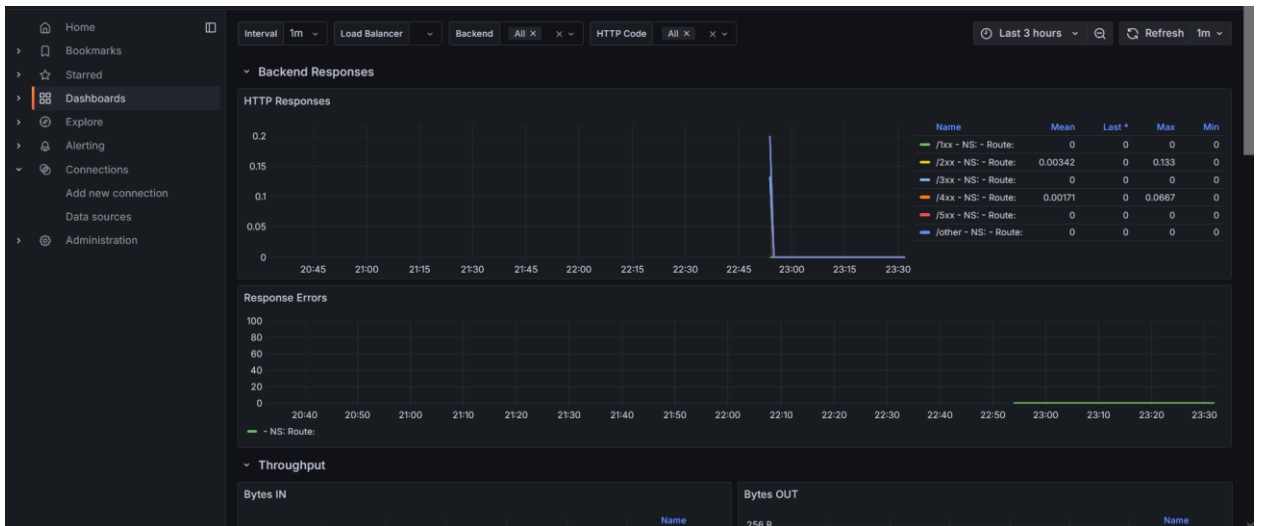 Home
Bookmarks
Starred
Dashboards
Explore
Alerting
Connections
Add new connection
Data sources
Administration
Interval 1m Load Balancer Backend All × HTTP Code All × Last 3 hours Refresh 1m
Backend Responses
HTTP Responses
0.2
0.15
0.1
0.05
0
20:45 21:00 21:15 21:30 21:45 22:00 22:15 22:30 22:45 23:00 23:15 23:30
Name Mean Last * Max Min
/1xx - NS: - Route: 0 0 0 0
/2xx - NS: - Route: 0.00342 0 0.133 0
/3xx - NS: - Route: 0 0 0 0
/4xx - NS: - Route: 0.00171 0 0.0667 0
/5xx - NS: - Route: 0 0 0 0
/other - NS: - Route: 0 0 0 0
Response Errors
100
80
60
40
20
0
20:40 20:50 21:00 21:10 21:20 21:30 21:40 21:50 22:00 22:10 22:20 22:30 22:40 22:50 23:00 23:10 23:20 23:30
- NS: Route:
Throughput
Bytes IN
Name
Bytes OUT
256 B
Name